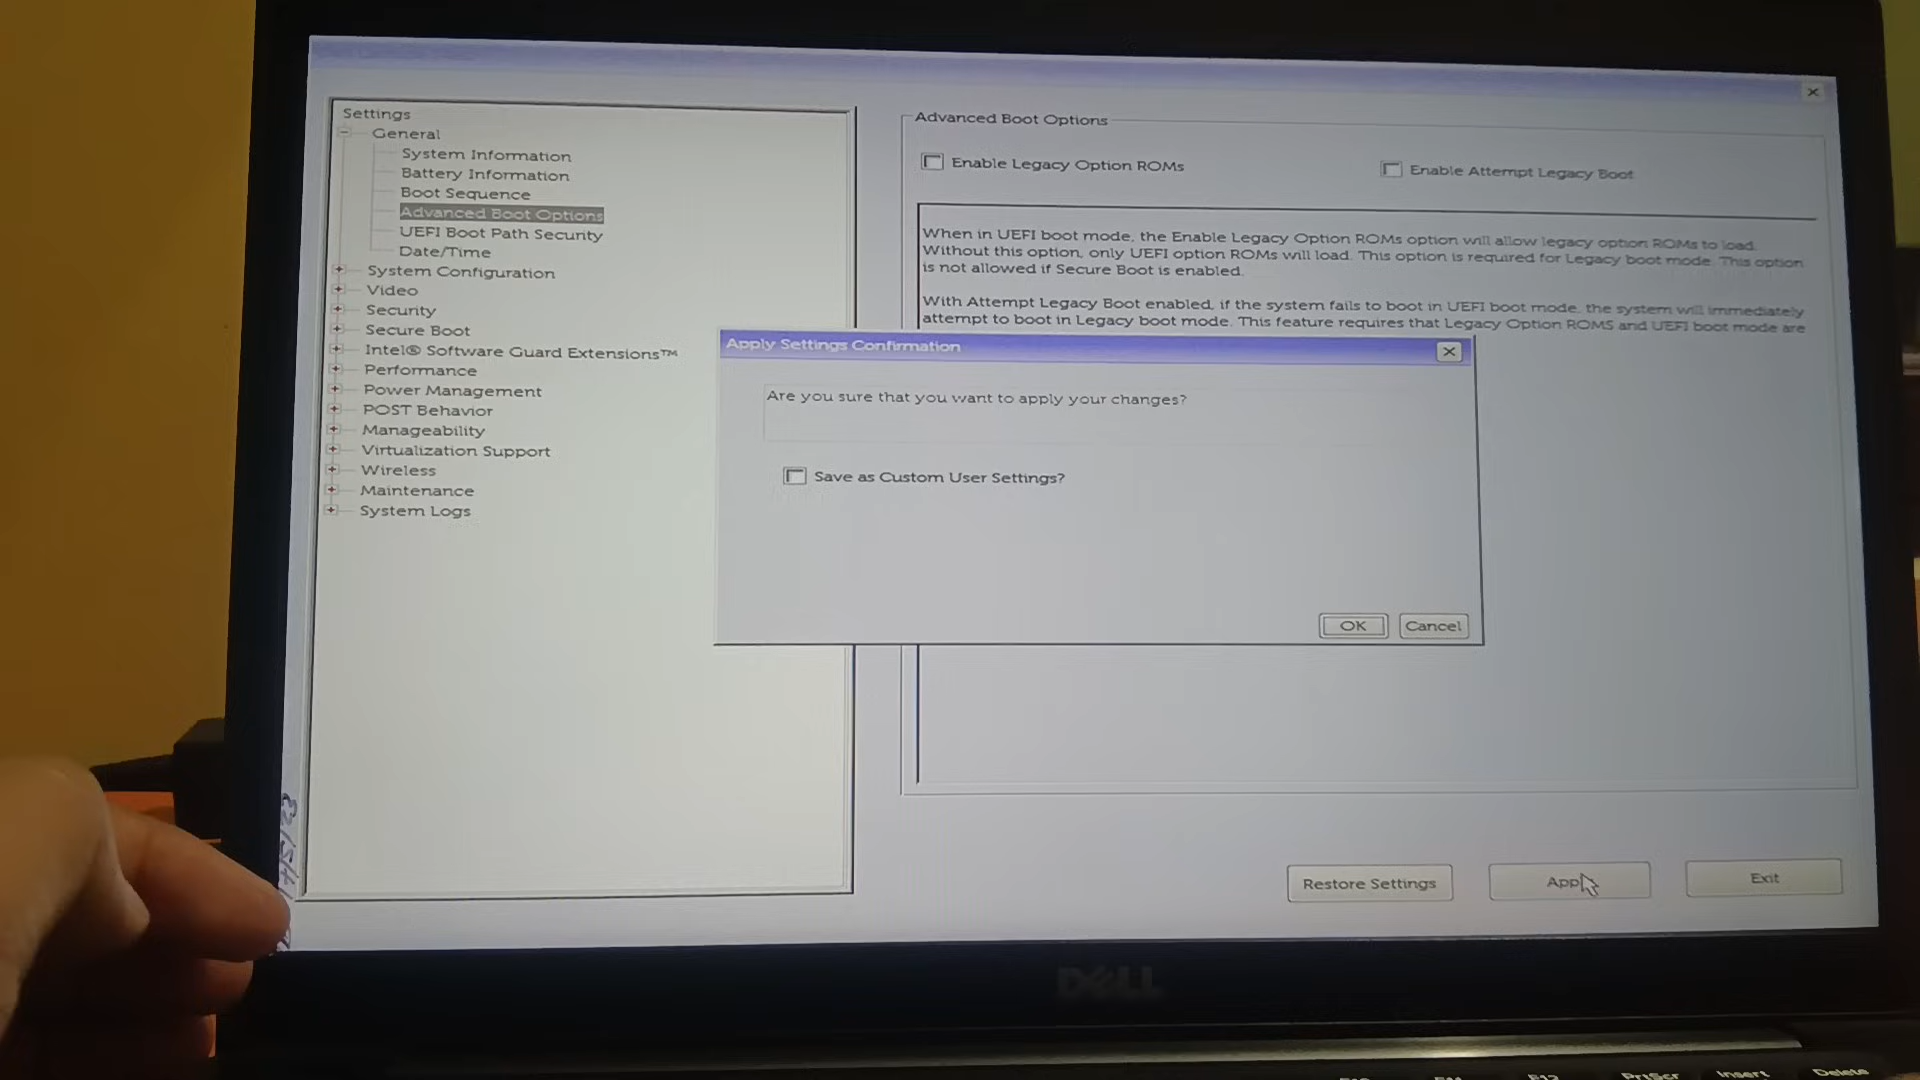 Settings
General
System Information
Battery Information
Boot Sequence
Advanced Boot Options
UEFI Boot Path Security
Date/Time
System Configuration
Video
Security
Secure Boot
Intel® Software Guard Extensions™
Performance
Power Management
POST Behavior
Manageability
Virtualization Support
Wireless
Maintenance
System Logs
Advanced Boot Options
Enable Legacy Option ROMs
Enable Attempt Legacy Boot
When in UEFI boot mode, the Enable Legacy Option ROMs option will allow legacy option ROMs to load.
Without this option, only UEFI option ROMs will load. This option is required for Legacy boot mode. This option
is not allowed if Secure Boot is enabled.
With Attempt Legacy Boot enabled, if the system fails to boot in UEFI boot mode, the system will immediately
attempt to boot in Legacy boot mode. This feature requires that Legacy Option ROMS and UEFI boot mode are
Apply Settings Confirmation
Are you sure that you want to apply your changes?
Save as Custom User Settings?
OK
Cancel
Restore Settings
Exit
DELL
PrtScr
Insert
Delete